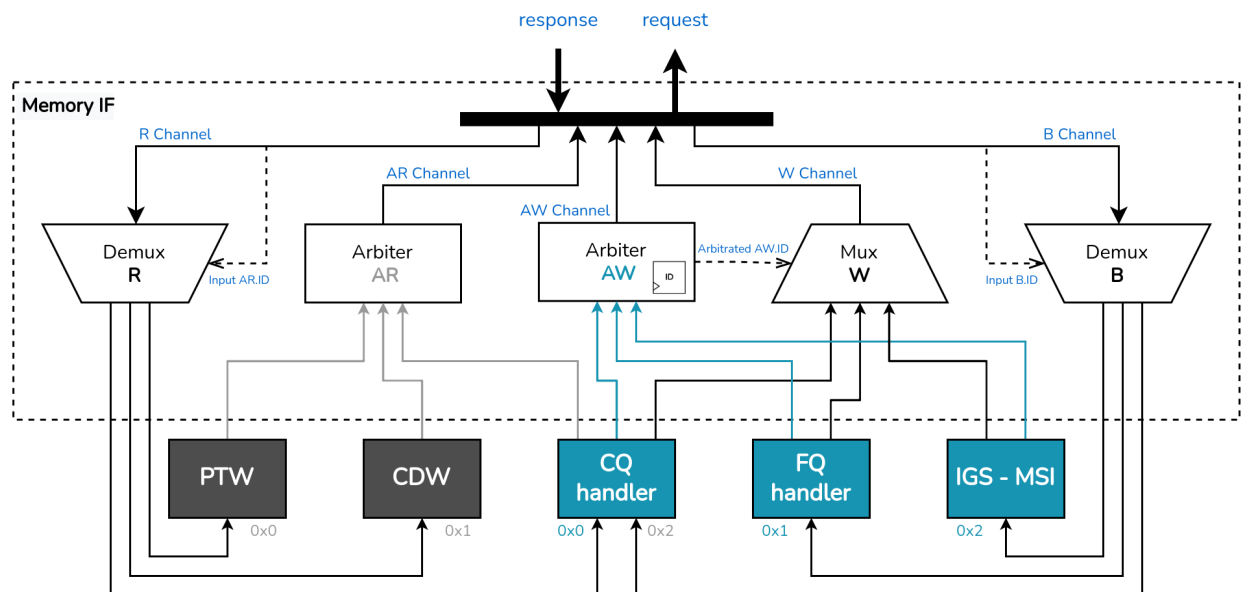 response
request
Memory IF
R Channel
B Channel
AR Channel
W Channel
AW Channel
Demux
R
Arbiter
AR
Arbiter
AW
ID
Arbitrated AW.ID
Mux
W
Demux
B
Input AR.ID
Input B.ID
PTW
CDW
CQ
handler
FQ
handler
IGS - MSI
0x0
0x1
0x0
0x2
0x1
0x2